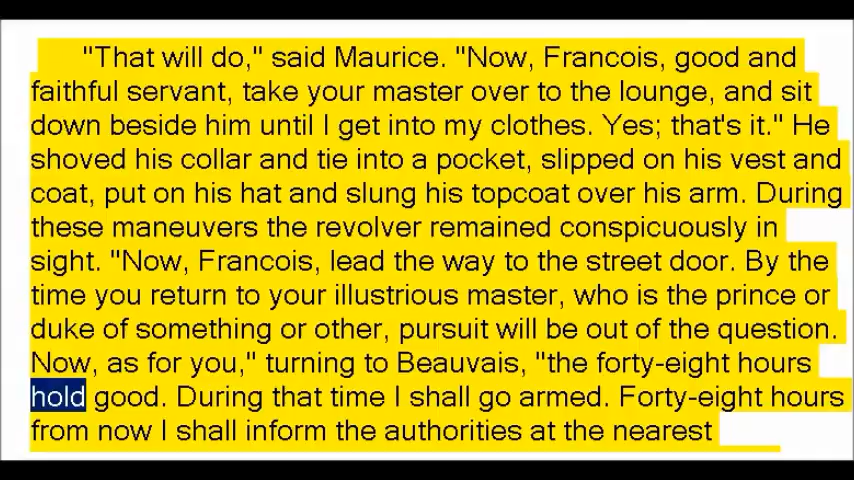 "That will do," said Maurice. "Now, Francois, good and
faithful servant, take your master over to the lounge, and sit
down beside him until I get into my clothes. Yes; that's it." He
shoved his collar and tie into a pocket, slipped on his vest and
coat, put on his hat and slung his topcoat over his arm. During
these maneuvers the revolver remained conspicuously in
sight. "Now, Francois, lead the way to the street door. By the
time you return to your illustrious master, who is the prince or
duke of something or other, pursuit will be out of the question.
Now, as for you," turning to Beauvais, "the forty-eight hours
hold good. During that time I shall go armed. Forty-eight hours
from now I shall inform the authorities at the nearest